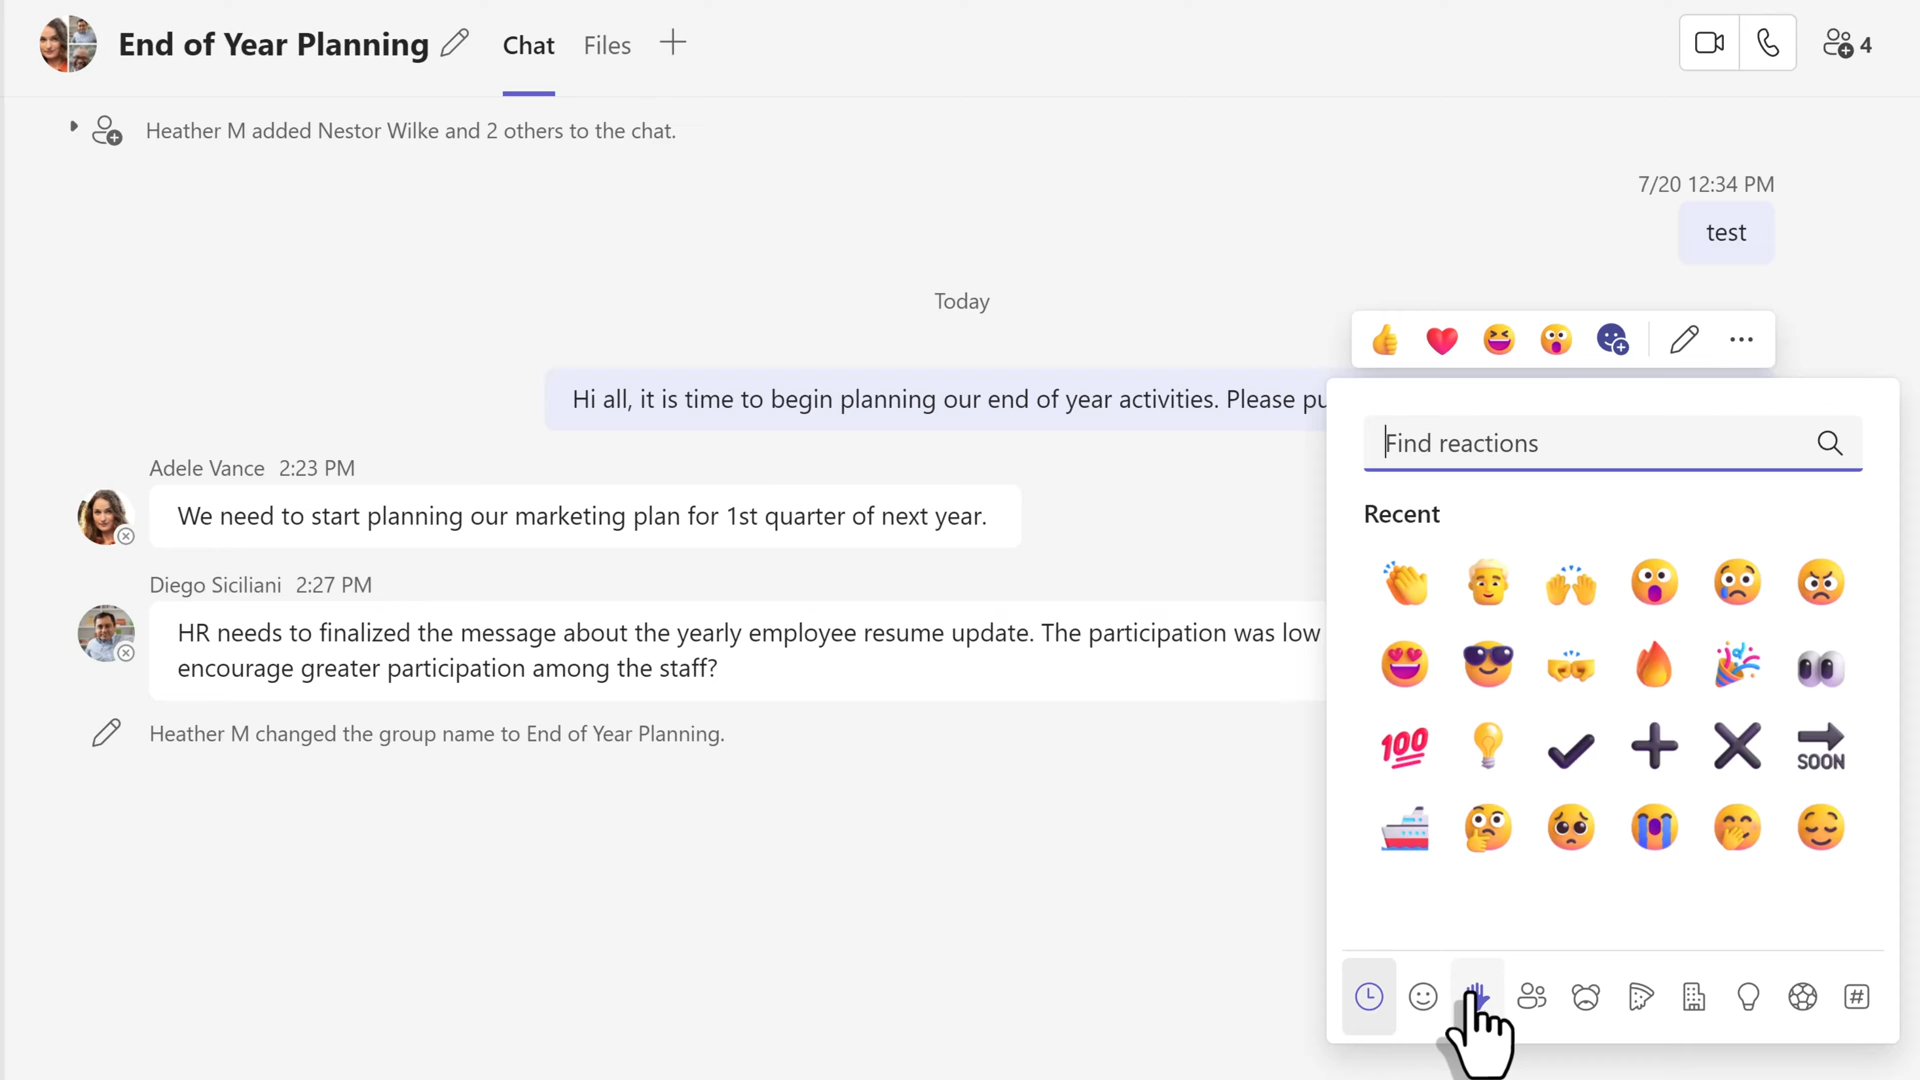 End of Year Planning
Chat
Files
4
Heather M added Nestor Wilke and 2 others to the chat.
7/20 12:34 PM
test
Today
Hi all, it is time to begin planning our end of year activities. Please pu
Find reactions
Adele Vance 2:23 PM
We need to start planning our marketing plan for 1st quarter of next year.
Recent
Diego Siciliani 2:27 PM
HR needs to finalized the message about the yearly employee resume update. The participation was low
encourage greater participation among the staff?
Heather M changed the group name to End of Year Planning.
100
SOON
#